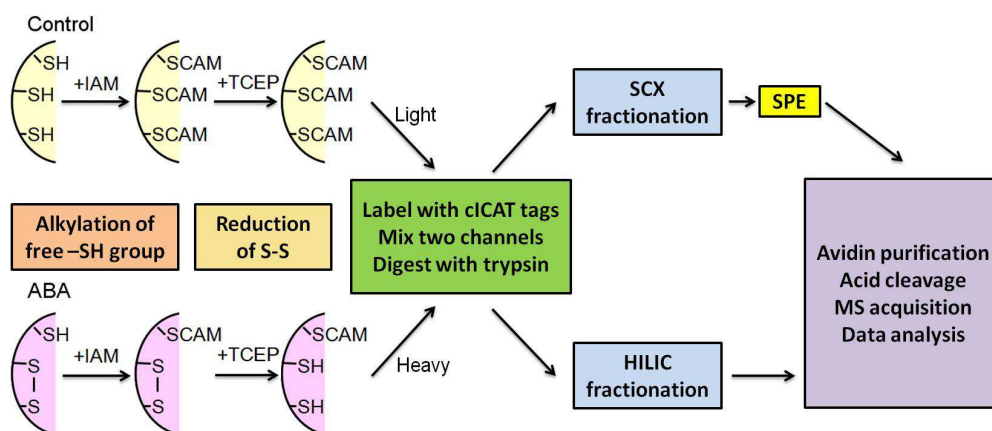 Control
SH
SH
SH
+IAM
SCAM
SCAM
SCAM
+TCEP
SCAM
SCAM
SCAM
Light
SCX
fractionation
SPE
Alkylation of
free –SH group
Reduction
of S-S
Label with cICAT tags
Mix two channels
Digest with trypsin
Avidin purification
Acid cleavage
MS acquisition
Data analysis
ABA
SH
S
S
+IAM
SCAM
S
S
+TCEP
SCAM
SH
SH
Heavy
HILIC
fractionation